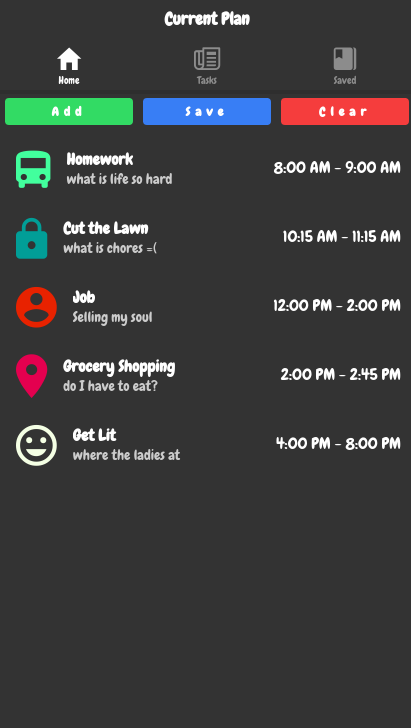 Current Plan
Home
Tasks
Saved
Add
Save
Clear
Homework
what is life so hard
8:00 AM - 9:00 AM
Cut the Lawn
what is chores =(
10:15 AM - 11:15 AM
Job
Selling my soul
12:00 PM - 2:00 PM
Grocery Shopping
do I have to eat?
2:00 PM - 2:45 PM
Get Lit
where the ladies at
4:00 PM - 8:00 PM